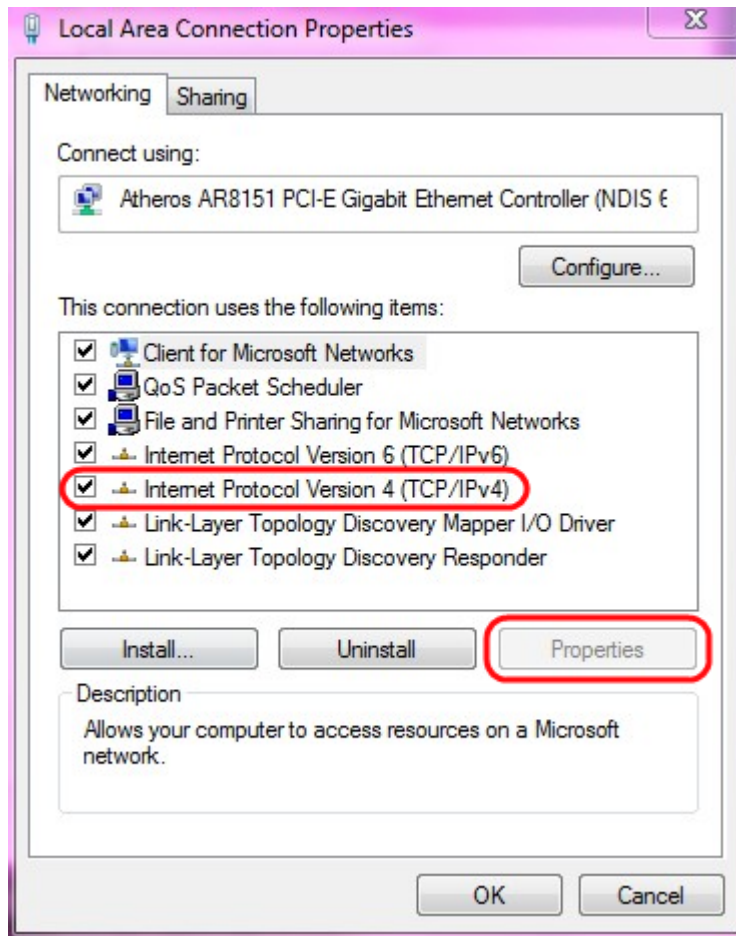 Local Area Connection Properties
Networking
Sharing
Connect using:
Atheros AR8151 PCI-E Gigabit Ethernet Controller (NDIS 6
Configure...
This connection uses the following items:
Client for Microsoft Networks
QoS Packet Scheduler
File and Printer Sharing for Microsoft Networks
Internet Protocol Version 6 (TCP/IPv6)
Internet Protocol Version 4 (TCP/IPv4)
Link-Layer Topology Discovery Mapper I/O Driver
Link-Layer Topology Discovery Responder
Install...
Uninstall
Properties
Description
Allows your computer to access resources on a Microsoft
network.
OK
Cancel